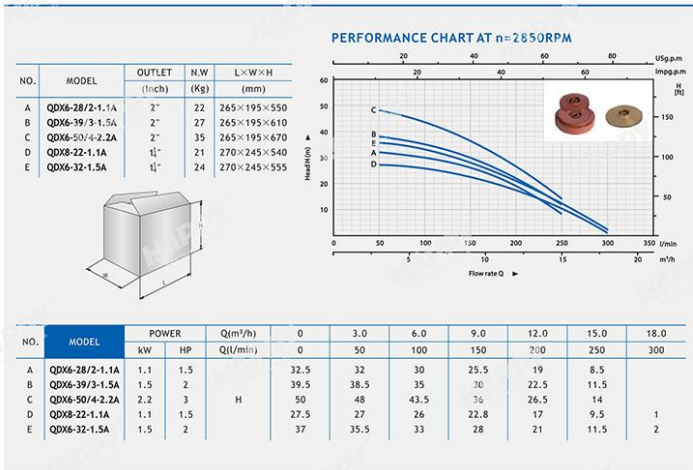 PERFORMANCE CHART AT n=2850RPM
NO. MODEL OUTLET N.W L×W×H
(Inch) (Kg) (mm)
A QDX6-28/2-1.1A 2" 22 265×195×550
B QDX6-39/3-1.5A 2" 27 265×195×610
C QDX6-50/4-2.2A 2" 35 265×195×670
D QDX8-22-1.1A 1¼" 21 270×245×540
E QDX6-32-1.5A 1¼" 24 270×245×555
W L H
20 40 60 80 USg.p.m
20 40 60 Impg.p.m
H [ft]
60
50
40
30
20
10
Head H (m)
150
100
50
C
B
E
A
D
0 50 100 150 200 250 300 350 l/min
5 10 15 20 m³/h
Flow rate Q
NO. MODEL POWER Q(m³/h) 0 3.0 6.0 9.0 12.0 15.0 18.0
kW HP Q(l/min) 0 50 100 150 200 250 300
A QDX6-28/2-1.1A 1.1 1.5 32.5 32 30 25.5 19 8.5
B QDX6-39/3-1.5A 1.5 2 39.5 38.5 35 30 22.5 11.5
C QDX6-50/4-2.2A 2.2 3 H 50 48 43.5 36 26.5 14
D QDX8-22-1.1A 1.1 1.5 27.5 27 26 22.8 17 9.5 1
E QDX6-32-1.5A 1.5 2 37 35.5 33 28 21 11.5 2
HAPPY